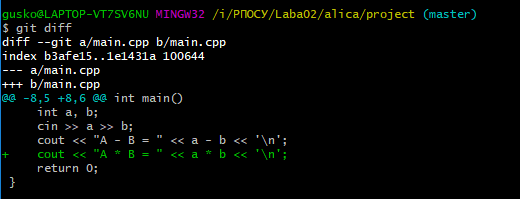 gusko@LAPTOP-VT7SV6NU MINGW32 /i/РПОСУ/Laba02/alica/project (master)
$ git diff
diff --git a/main.cpp b/main.cpp
index b3afe15..1e1431a 100644
--- a/main.cpp
+++ b/main.cpp
@@ -8,5 +8,6 @@ int main()
     int a, b;
     cin >> a >> b;
     cout << "A - B = " << a - b << '\n';
+    cout << "A * B = " << a * b << '\n';
     return 0;
 }